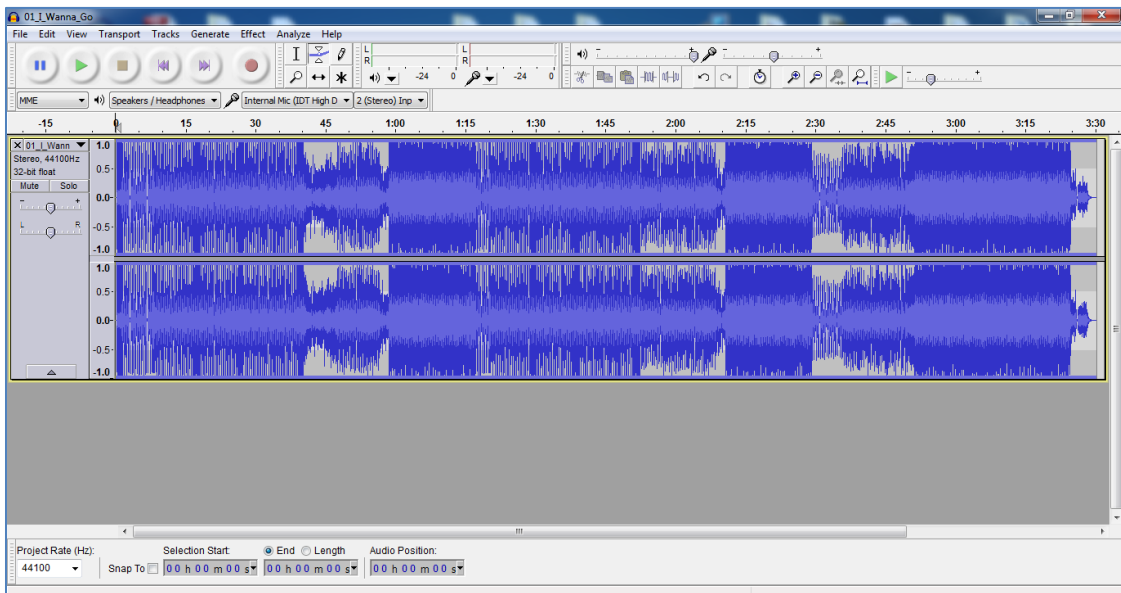 01_I_Wanna_Go
File Edit View Transport Tracks Generate Effect Analyze Help
L
R
-24 0
L
R
-24 0
- +
- +
- +
MME Speakers / Headphones Internal Mic (IDT High D 2 (Stereo) Inp
-15 0 15 30 45 1:00 1:15 1:30 1:45 2:00 2:15 2:30 2:45 3:00 3:15 3:30
X 01_I_Wann
Stereo, 44100Hz
32-bit float
Mute Solo
- +
L R
1.0
0.5-
0.0-
-0.5-
-1.0
1.0
0.5-
0.0-
-0.5-
-1.0
Project Rate (Hz): Selection Start: End Length Audio Position:
44100 Snap To 00 h 00 m 00 s 00 h 00 m 00 s 00 h 00 m 00 s